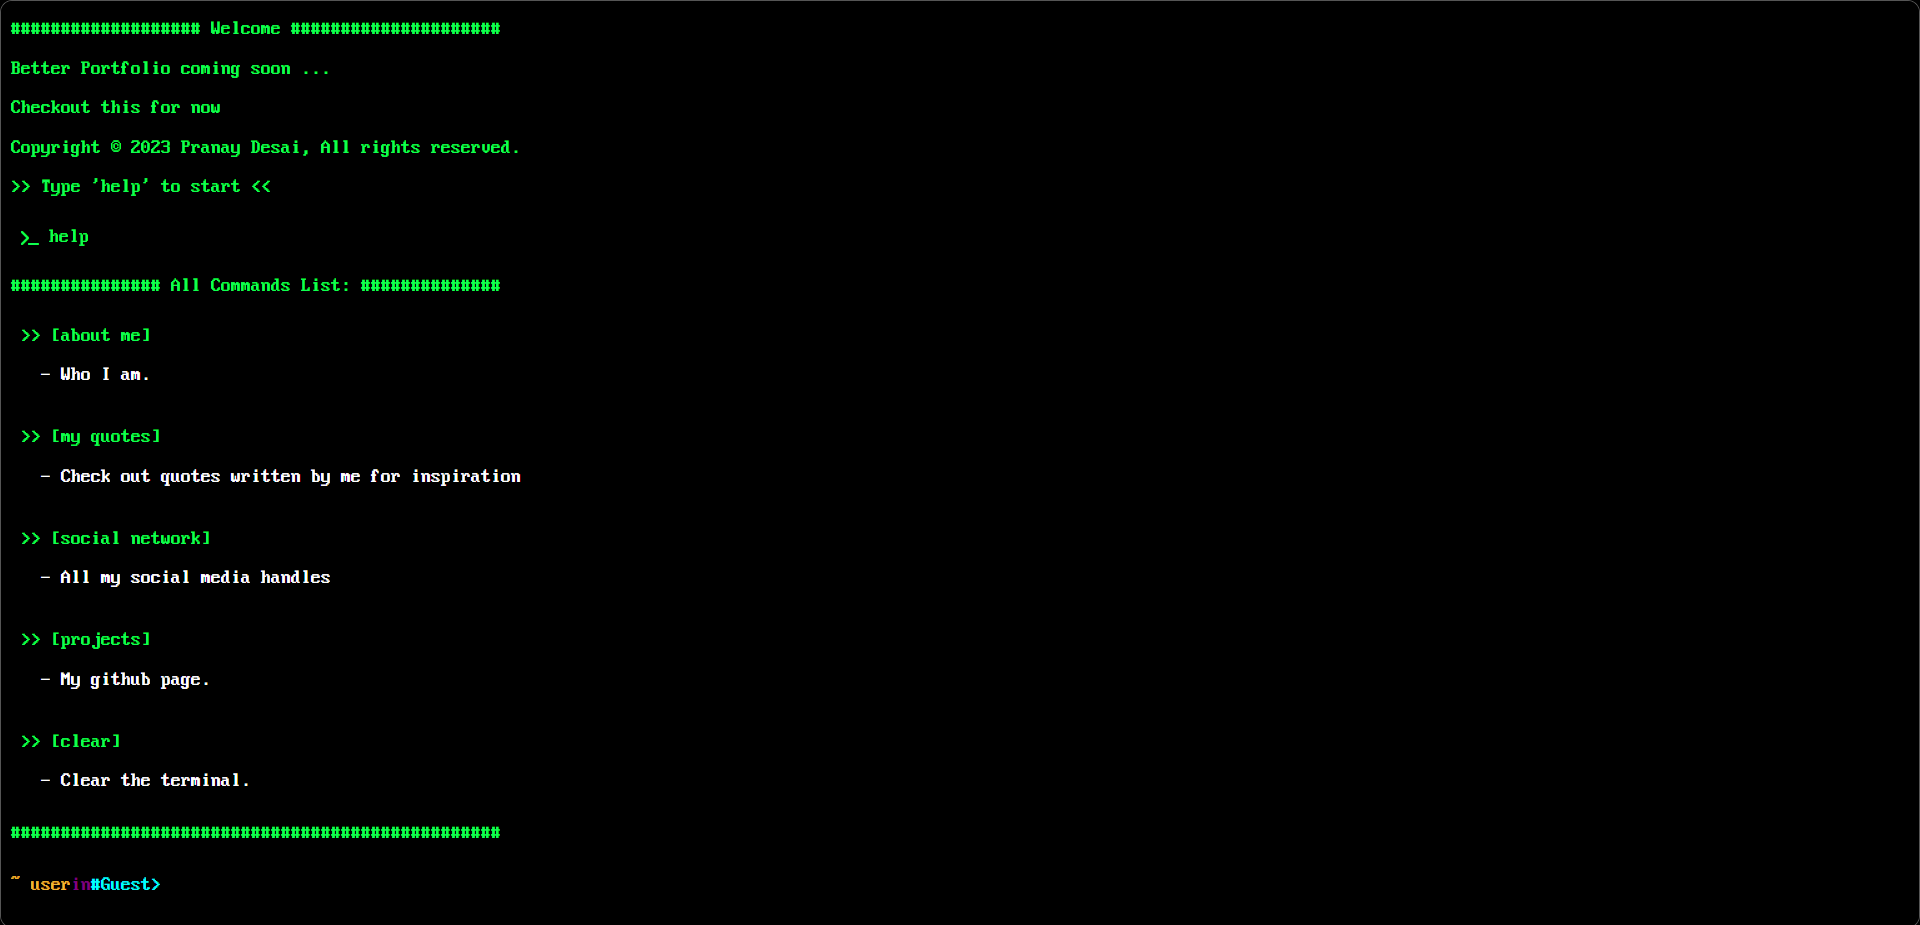 ################### Welcome #####################
Better Portfolio coming soon ...
Checkout this for now
Copyright © 2023 Pranay Desai, All rights reserved.
>> Type 'help' to start <<
>_ help
############### All Commands List: ##############
>> [about me]
- Who I am.
>> [my quotes]
- Check out quotes written by me for inspiration
>> [social network]
- All my social media handles
>> [projects]
- My github page.
>> [clear]
- Clear the terminal.
#################################################
~ userin#Guest>